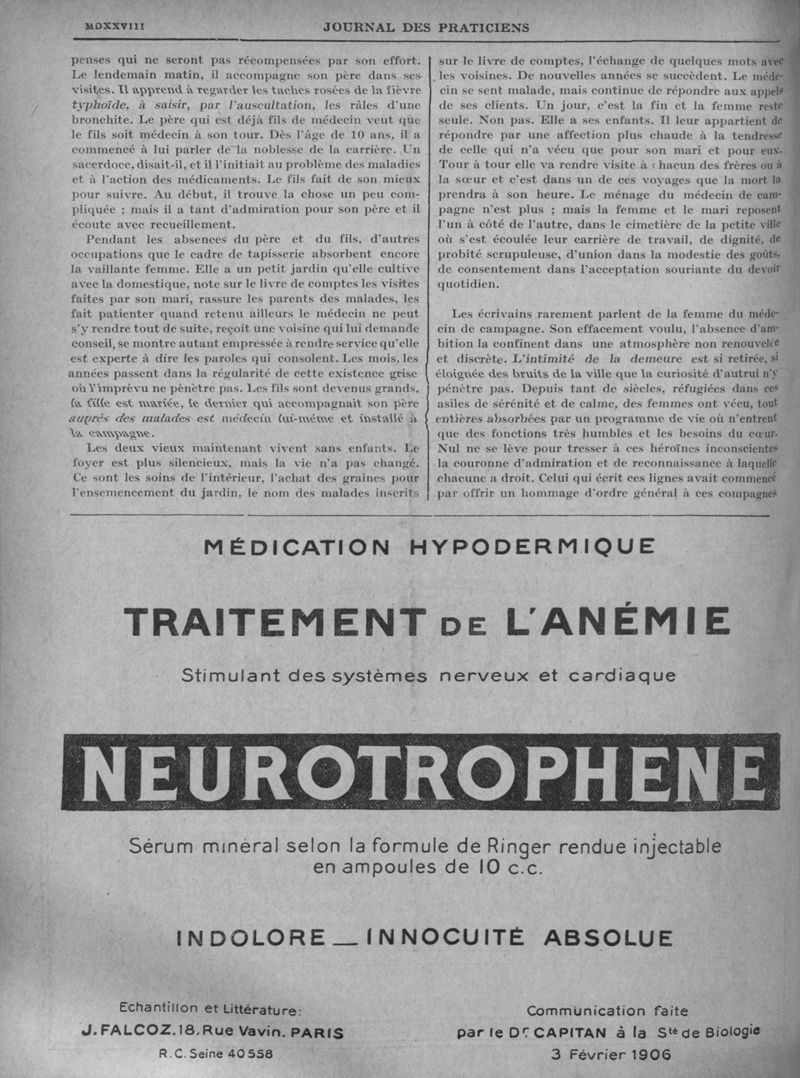 MDXXVIII
JOURNAL DES PRATICIENS
penses qui ne seront pas récompensées par son effort.
Le lendemain matin, il accompagne son père dans ses
visites. Il apprend à regarder les taches rosées de la fièvre
typhoïde, à saisir, par l'auscultation, les râles d'une
bronchite. Le père qui est déjà fils de médecin veut que
le fils soit médecin à son tour. Dès l'âge de 10 ans, il a
commencé à lui parler de la noblesse de la carrière. Un
sacerdoce, disait-il, et il l'initiait au problème des maladies
et à l'action des médicaments. Le fils fait de son mieux
pour suivre. Au début, il trouve la chose un peu com-
pliquée ; mais il a tant d'admiration pour son père et il
écoute avec recueillement.
Pendant les absences du père et du fils, d'autres
occupations que le cadre de tapisserie absorbent encore
la vaillante femme. Elle a un petit jardin qu'elle cultive
avec la domestique, note sur le livre de comptes les visites
faites par son mari, rassure les parents des malades, les
fait patienter quand retenu ailleurs le médecin ne peut
s'y rendre tout de suite, reçoit une voisine qui lui demande
conseil, se montre autant empressée à rendre service qu'elle
est experte à dire les paroles qui consolent. Les mois, les
années passent dans la régularité de cette existence grise
où l'imprévu ne pénètre pas. Les fils sont devenus grands,
la fille est mariée, le dernier qui accompagnait son père
auprès des malades est médecin lui-même et installé à
la campagne.
Les deux vieux maintenant vivent sans enfants. Le
foyer est plus silencieux, mais la vie n'a pas changé.
Ce sont les soins de l'intérieur, l'achat des graines pour
l'ensemencement du jardin, le nom des malades inscrits
sur le livre de comptes, l'échange de quelques mots avec
les voisines. De nouvelles années se succèdent. Le méde-
cin se sent malade, mais continue de répondre aux appels
de ses clients. Un jour, c'est la fin et la femme reste
seule. Non pas. Elle a ses enfants. Il leur appartient de
répondre par une affection plus chaude à la tendresse
de celle qui n'a vécu que pour son mari et pour eux.
Tour à tour elle va rendre visite à chacun des frères ou à
la sœur et c'est dans un de ces voyages que la mort la
prendra à son heure. Le ménage du médecin de cam-
pagne n'est plus ; mais la femme et le mari reposent
l'un à côté de l'autre, dans le cimetière de la petite ville
où s'est écoulée leur carrière de travail, de dignité, de
probité scrupuleuse, d'union dans la modestie des goûts,
de consentement dans l'acceptation souriante du devoir
quotidien.
Les écrivains rarement parlent de la femme du méde-
cin de campagne. Son effacement voulu, l'absence d'am-
bition la confinent dans une atmosphère non renouvelée
et discrète. L'intimité de la demeure est si retirée, si
éloignée des bruits de la ville que la curiosité d'autrui n'y
pénètre pas. Depuis tant de siècles, réfugiées dans ces
asiles de sérénité et de calme, des femmes ont vécu, tout
entières absorbées par un programme de vie où n'entrent
que des fonctions très humbles et les besoins du cœur.
Nul ne se lève pour tresser à ces héroïnes inconscientes
la couronne d'admiration et de reconnaissance à laquelle
chacune a droit. Celui qui écrit ces lignes avait commencé
par offrir un hommage d'ordre général à ces compagnes
MÉDICATION HYPODERMIQUE
TRAITEMENT DE L'ANÉMIE
Stimulant des systèmes nerveux et cardiaque
NEUROTROPHENE
Sérum minéral selon la formule de Ringer rendue injectable
en ampoules de 10 c.c.
INDOLORE — INNOCUITÉ ABSOLUE
Echantillon et Littérature:
J. FALCOZ. 18, Rue Vavin. PARIS
R.C. Seine 40558
Communication faite
par le Dr CAPITAN à la Sté de Biologie
3 Février 1906